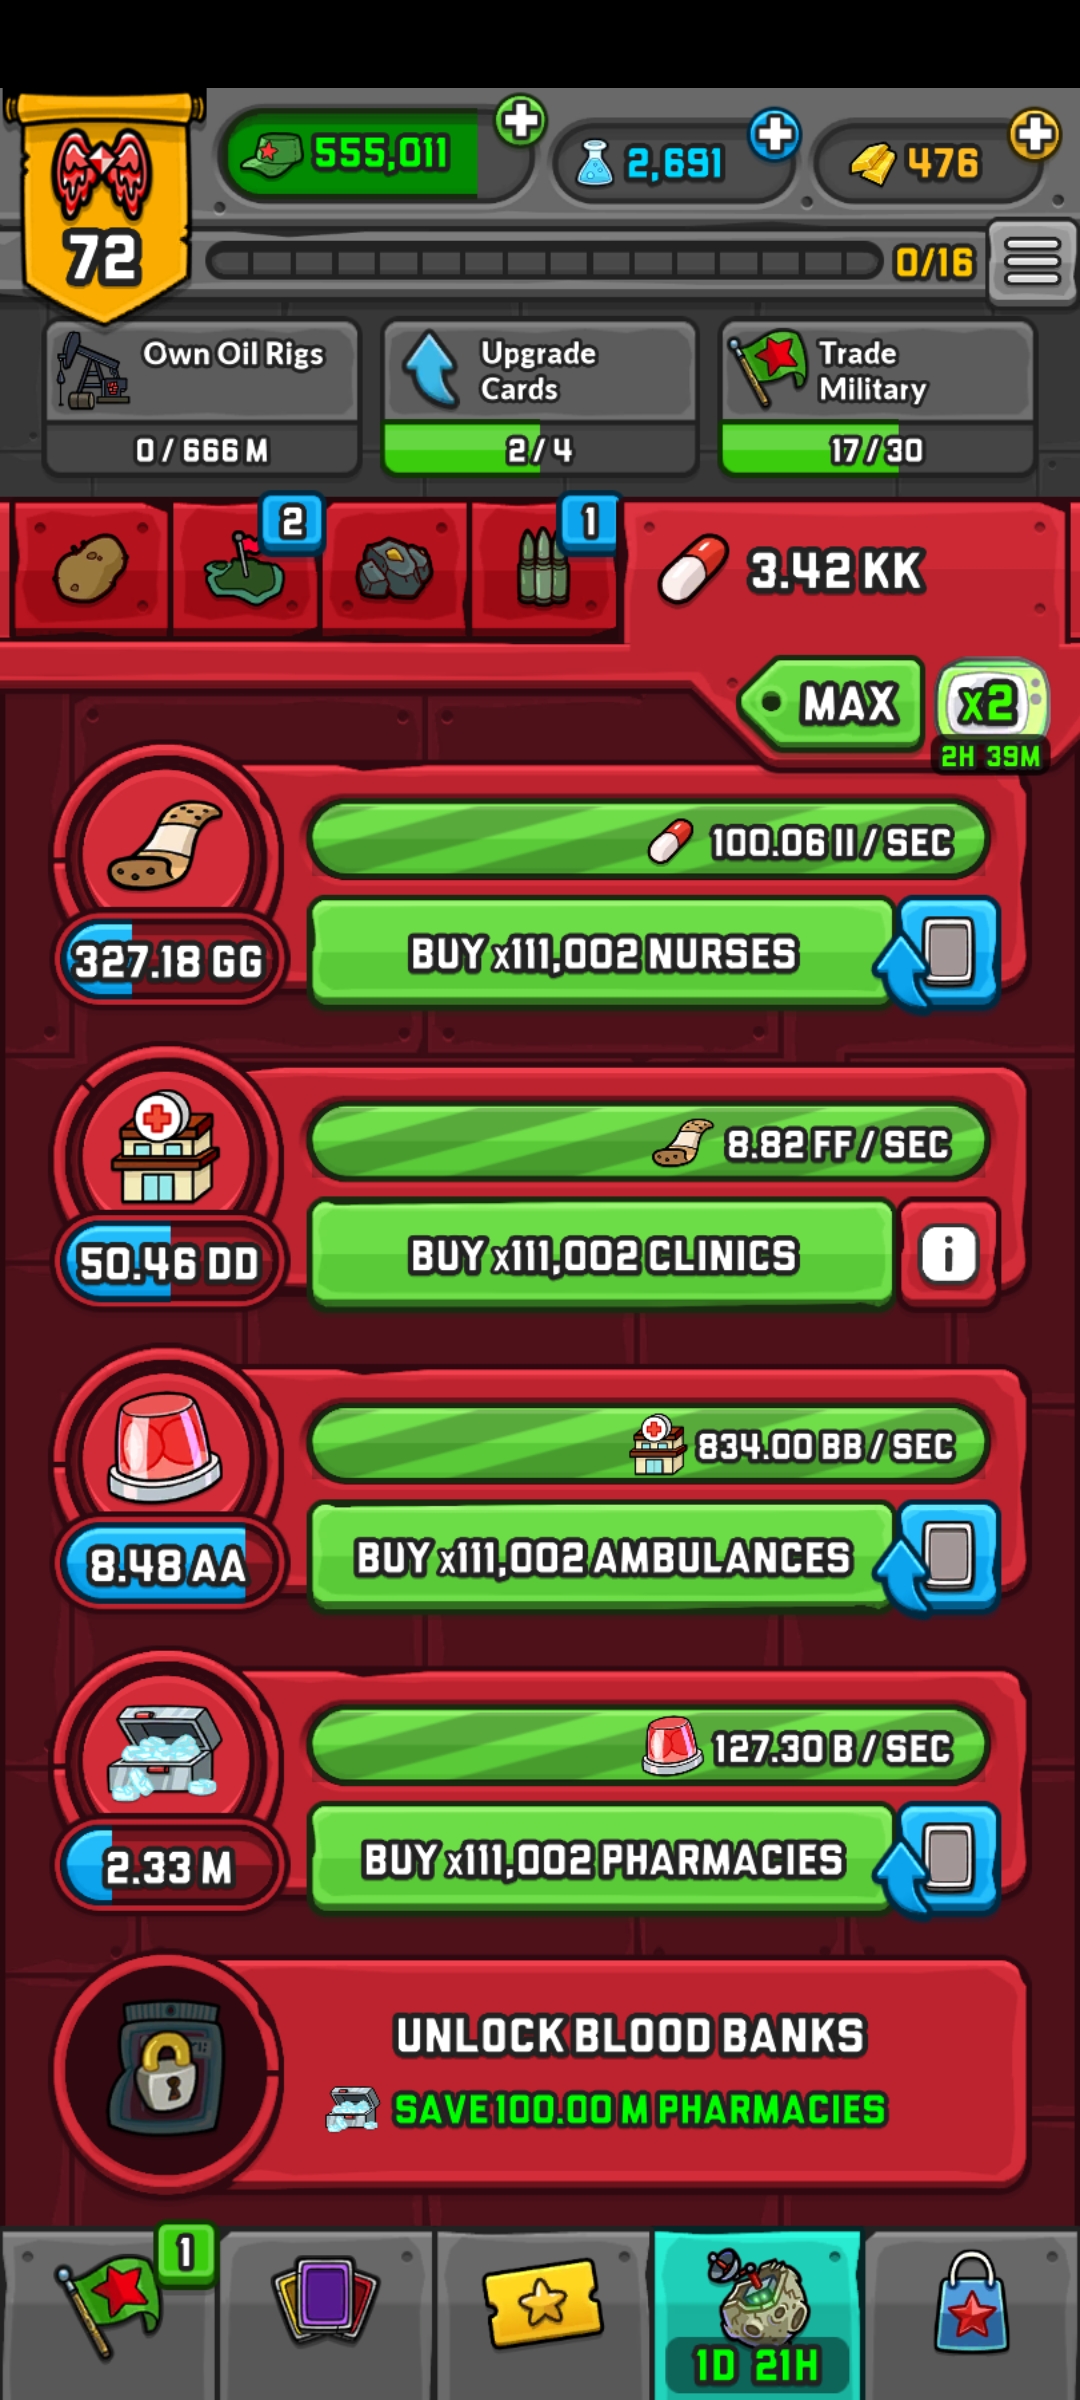 555,011
2,691
476
72
0/16
Own Oil Rigs
0 / 666 M
Upgrade
Cards
2 / 4
Trade
Military
17 / 30
2
1
3.42 KK
MAX
x2
2H 39M
100.06 II / SEC
327.18 GG
BUY x111,002 NURSES
8.82 FF / SEC
50.46 DD
BUY x111,002 CLINICS
i
834.00 BB / SEC
8.48 AA
BUY x111,002 AMBULANCES
127.30 B / SEC
2.33 M
BUY x111,002 PHARMACIES
UNLOCK BLOOD BANKS
SAVE 100.00 M PHARMACIES
1
1D 21H